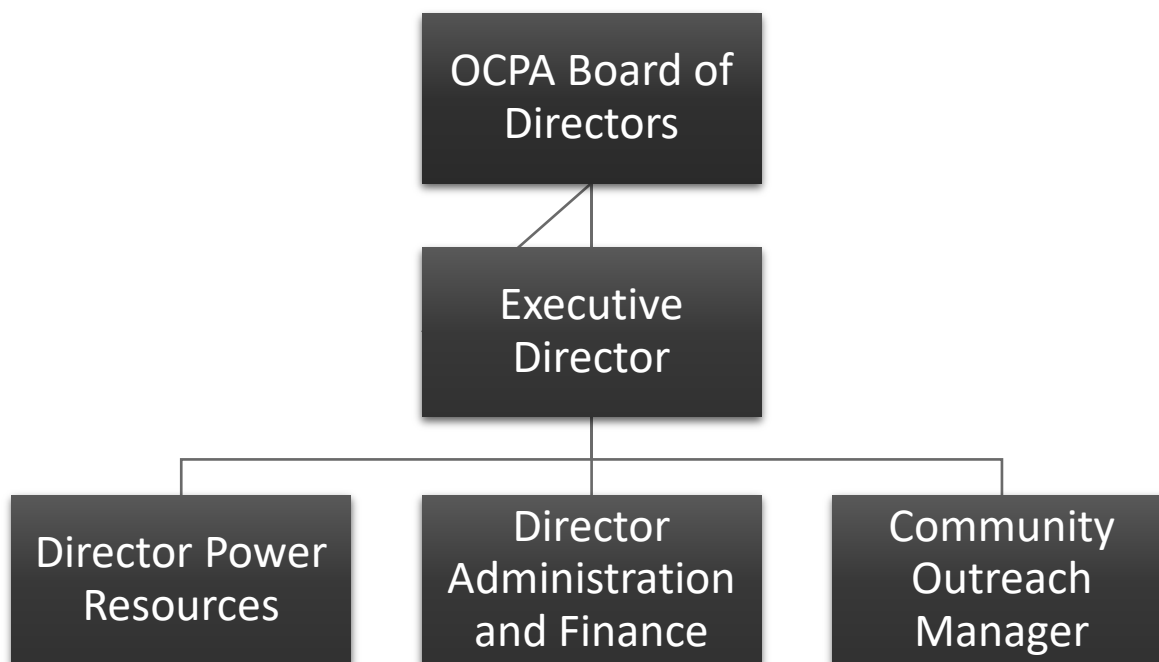 OCPA Board of
Directors
Executive
Director
Director Power
Resources
Director
Administration
and Finance
Community
Outreach
Manager